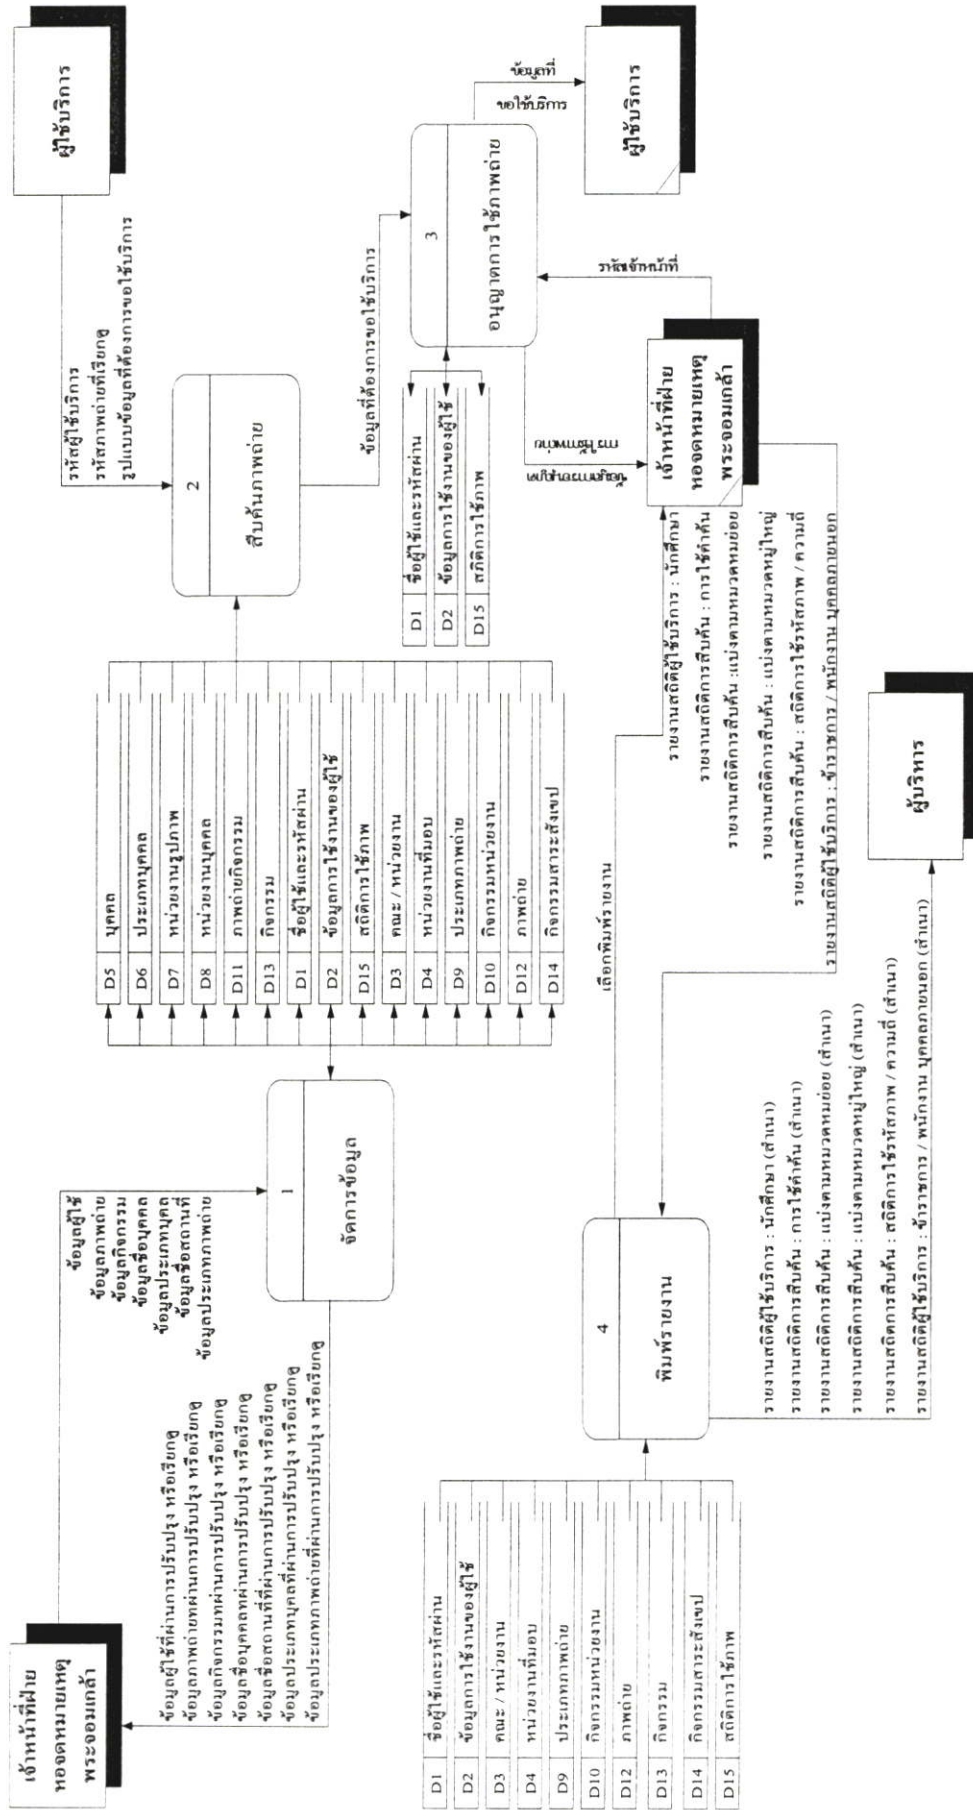 เจ้าหน้าที่ฝ่าย
หอจดหมายเหตุ
พระจอมเกล้า
ข้อมูลผู้ใช้
ข้อมูลภาพถ่าย
ข้อมูลกิจกรรม
ข้อมูลชื่อบุคคล
ข้อมูลประเภทบุคคล
ข้อมูลชื่อสถานที่
ข้อมูลประเภทภาพถ่าย
ข้อมูลผู้ใช้ที่ผ่านการปรับปรุง หรือเรียกดู
ข้อมูลภาพถ่ายทผ่านการปรับปรุง หรือเรียกดู
ข้อมูลกิจกรรมทผ่านการปรับปรุง หรือเรียกดู
ข้อมูลชื่อบุคคลทผ่านการปรับปรุง หรือเรียกดู
ข้อมูลชื่อสถานที่ที่ผ่านการปรับปรุง หรือเรียกดู
ข้อมูลประเภทบุคคลที่ผ่านการปรับปรุง หรือเรียกดู
ข้อมูลประเภทภาพถ่ายที่ผ่านการปรับปรุง หรือเรียกดู
1
จัดการข้อมูล
D5 บุคคล
D6 ประเภทบุคคล
D7 หน่วยงานรูปภาพ
D8 หน่วยงานบุคคล
D11 ภาพถ่ายกิจกรรม
D13 กิจกรรม
D1 ชื่อผู้ใช้และรหัสผ่าน
D2 ข้อมูลการใช้งานของผู้ใช้
D15 สถิติการใช้ภาพ
D3 คณะ / หน่วยงาน
D4 หน่วยงานที่มอบ
D9 ประเภทภาพถ่าย
D10 กิจกรรมหน่วยงาน
D12 ภาพถ่าย
D14 กิจกรรมสาระสังเขป
ผู้ใช้บริการ
รหัสผู้ใช้บริการ
รหัสภาพถ่ายที่เรียกดู
รูปแบบข้อมูลที่ต้องการขอใช้บริการ
2
สืบค้นภาพถ่าย
ข้อมูลที่ต้องการขอใช้บริการ
3
อนุญาตการใช้ภาพถ่าย
ข้อมูลที่
ขอใช้บริการ
ผู้ใช้บริการ
D1 ชื่อผู้ใช้และรหัสผ่าน
D2 ข้อมูลการใช้งานของผู้ใช้
D15 สถิติการใช้ภาพ
รหัสเจ้าหน้าที่
ข้อมูลการอนุญาต
การใช้ภาพถ่าย
เจ้าหน้าที่ฝ่าย
หอจดหมายเหตุ
พระจอมเกล้า
เลือกพิมพ์รายงาน
รายงานสถิติผู้ใช้บริการ : นักศึกษา
รายงานสถิติการสืบค้น : การใช้คำค้น
รายงานสถิติการสืบค้น :แบ่งตามหมวดหมย่อย
รายงานสถิติการสืบค้น : แบ่งตามหมวดหมู่ใหญ่
รายงานสถิติการสืบค้น : สถิติการใช้รหัสภาพ / ความถี่
รายงานสถิติผู้ใช้บริการ : ข้าราชการ / พนักงาน บุคคลภายนอก
D1 ชื่อผู้ใช้และรหัสผ่าน
D2 ข้อมูลการใช้งานของผู้ใช้
D3 คณะ / หน่วยงาน
D4 หน่วยงานที่มอบ
D9 ประเภทภาพถ่าย
D10 กิจกรรมหน่วยงาน
D12 ภาพถ่าย
D13 กิจกรรม
D14 กิจกรรมสาระสังเขป
D15 สถิติการใช้ภาพ
4
พิมพ์รายงาน
รายงานสถิติผู้ใช้บริการ : นักศึกษา (สำเนา)
รายงานสถิติการสืบค้น : การใช้คำค้น (สำเนา)
รายงานสถิติการสืบค้น : แบ่งตามหมวดหมย่อย (สำเนา)
รายงานสถิติการสืบค้น : แบ่งตามหมวดหมู่ใหญ่ (สำเนา)
รายงานสถิติการสืบค้น : สถิติการใช้รหัสภาพ / ความถี่ (สำเนา)
รายงานสถิติผู้ใช้บริการ : ข้าราชการ / พนักงาน บุคคลภายนอก (สำเนา)
ผู้บริหาร